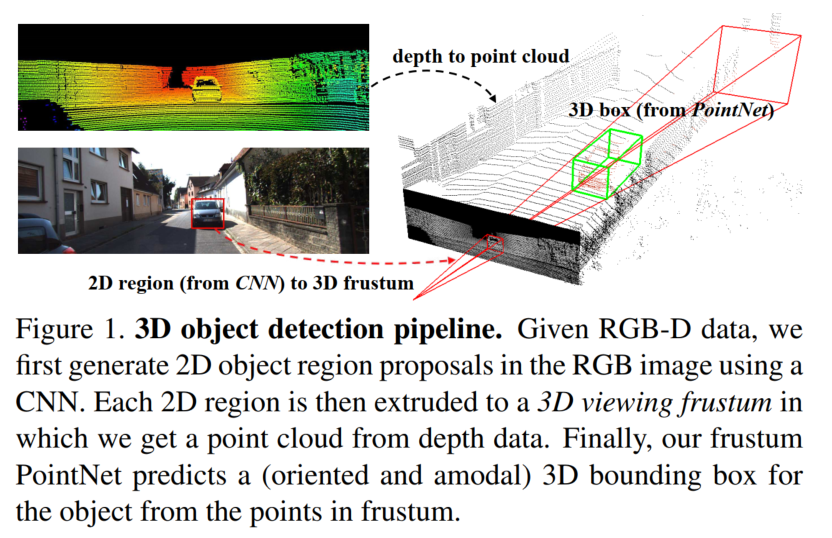 depth to point cloud
3D box (from PointNet)
2D region (from CNN) to 3D frustum
Figure 1. 3D object detection pipeline. Given RGB-D data, we
first generate 2D object region proposals in the RGB image using a
CNN. Each 2D region is then extruded to a 3D viewing frustum in
which we get a point cloud from depth data. Finally, our frustum
PointNet predicts a (oriented and amodal) 3D bounding box for
the object from the points in frustum.